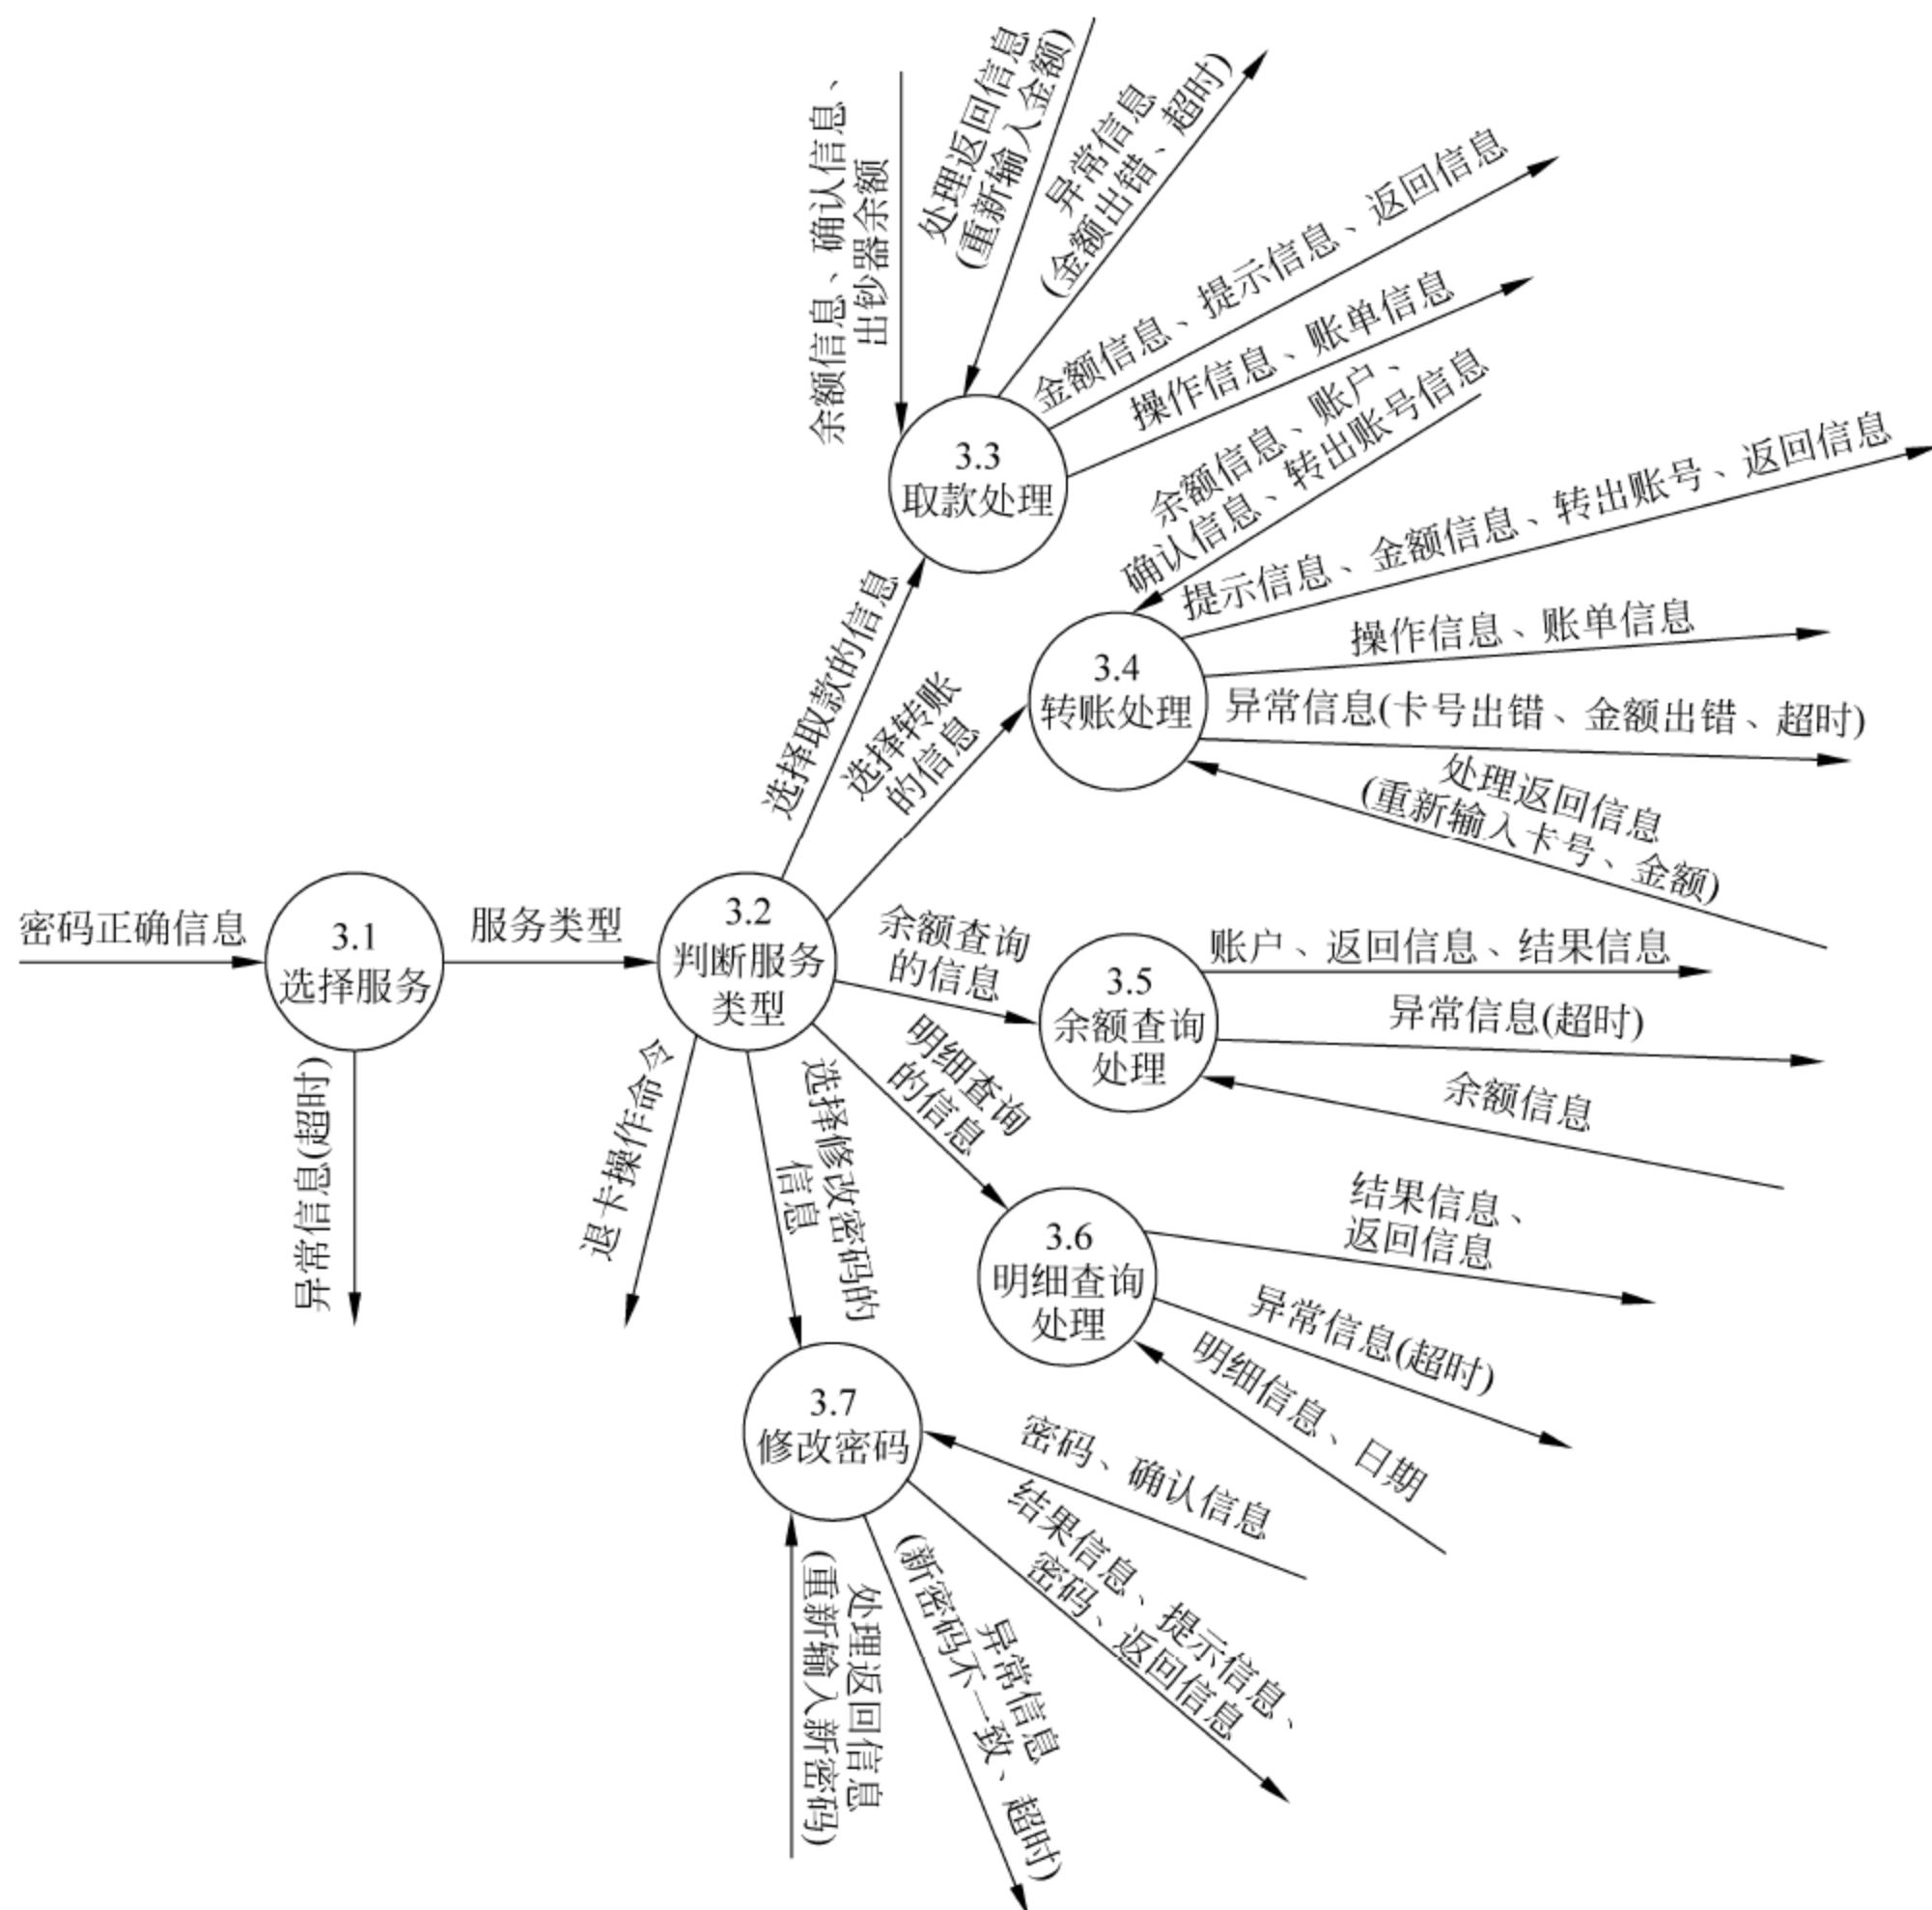 余额信息、确认信息、
出钞器余额
处理返回信息
(重新输入金额)
异常信息
(金额出错、超时)
金额信息、提示信息、返回信息
操作信息、账单信息
3.3
取款处理
余额信息、账户、
确认信息、转出账号信息
提示信息、金额信息、转出账号、返回信息
操作信息、账单信息
3.4
转账处理
异常信息(卡号出错、金额出错、超时)
处理返回信息
(重新输入卡号、金额)
选择取款的信息
选择转账
的信息
密码正确信息
3.1
选择服务
服务类型
3.2
判断服务
类型
余额查询
的信息
账户、返回信息、结果信息
3.5
余额查询
处理
异常信息(超时)
余额信息
异常信息(超时)
退卡操作命令
选择修改密码的
信息
明细查询
的信息
3.6
明细查询
处理
结果信息、
返回信息
异常信息(超时)
明细信息、日期
3.7
修改密码
密码、确认信息
结果信息、提示信息、
密码、返回信息
异常信息
(新密码不一致、超时)
处理返回信息
(重新输入新密码)